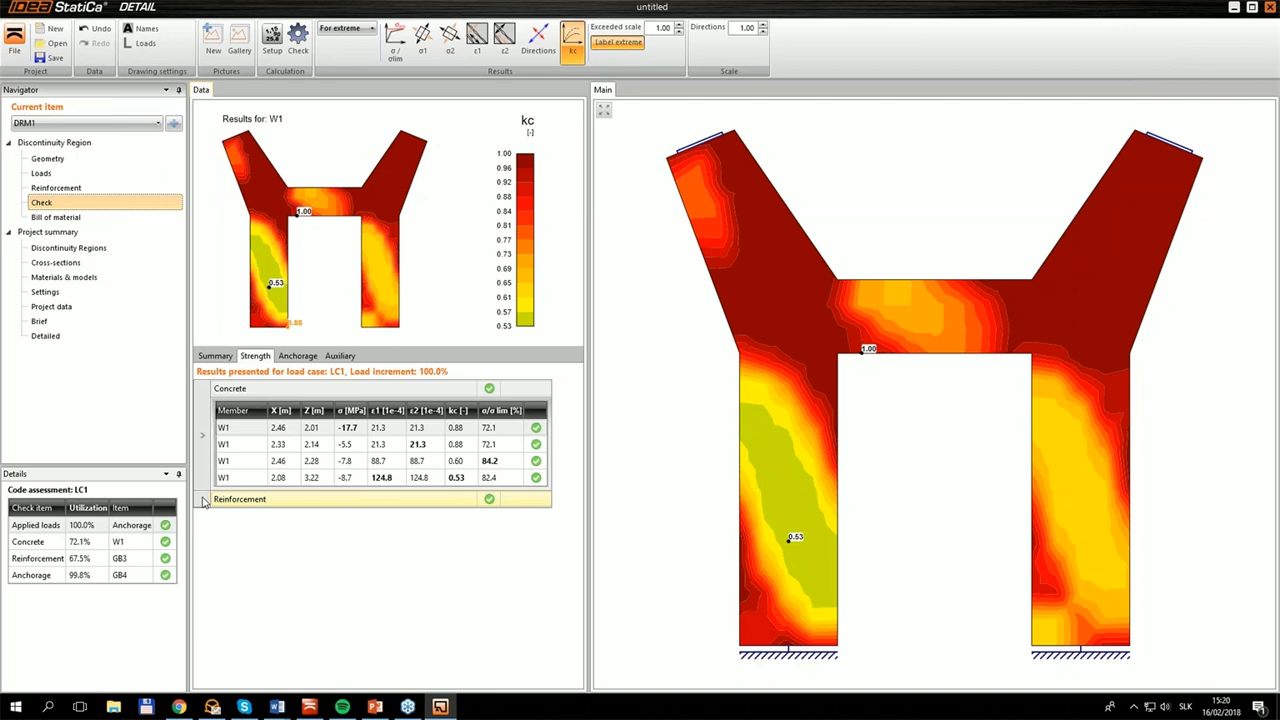 IDEA StatiCa® DETAIL
untitled
File
New
Open
Save
Project
Undo
Redo
Data
Names
Loads
Drawing settings
New
Gallery
Pictures
Setup
Check
Calculation
For extreme
σ / σlim
σ1
σ2
ε1
ε2
Directions
kc
Exceeded scale 1.00
Label extreme
Results
Directions 1.00
Scale
Navigator
Current item
DRM1
Discontinuity Region
Geometry
Loads
Reinforcement
Check
Bill of material
Project summary
Discontinuity Regions
Cross-sections
Materials & models
Settings
Project data
Brief
Detailed
Details
Code assessment: LC1
Check item Utilization Item
Applied loads 100.0% Anchorage
Concrete 72.1% W1
Reinforcement 67.5% GB3
Anchorage 99.8% GB4
Data
Results for: W1
kc
[-]
1.00
0.96
0.92
0.88
0.84
0.81
0.77
0.73
0.69
0.65
0.61
0.57
0.53
1.00
0.53
0.88
Summary Strength Anchorage Auxiliary
Results presented for load case: LC1, Load increment: 100.0%
Concrete
Member X [m] Z [m] σ [MPa] ε1 [1e-4] ε2 [1e-4] kc [-] σ/σ lim [%]
W1 2.46 2.01 -17.7 21.3 21.3 0.88 72.1
W1 2.33 2.14 -5.5 21.3 21.3 0.88 72.1
W1 2.46 2.28 -7.8 88.7 88.7 0.60 84.2
W1 2.08 3.22 -8.7 124.8 124.8 0.53 82.4
Reinforcement
Main
1.00
0.53
SLK
15:20
16/02/2018
1